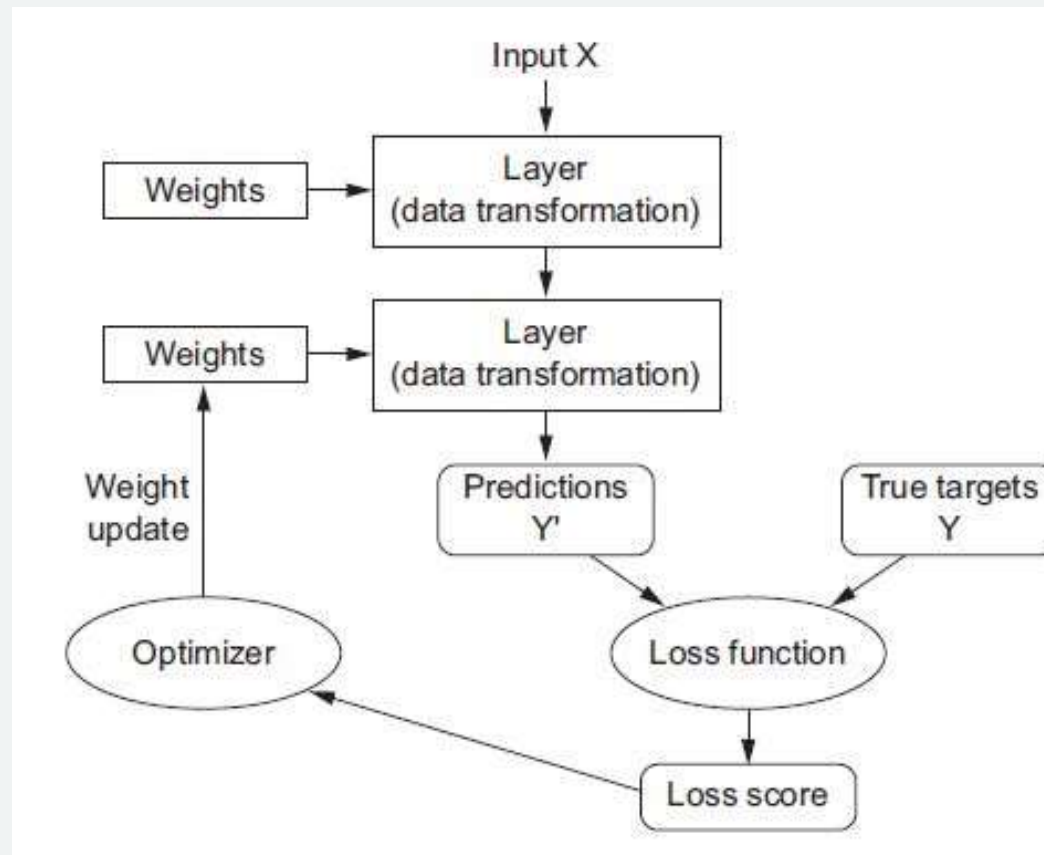 Input X
Layer
(data transformation)
Weights
Layer
(data transformation)
Weights
Weight
update
Predictions
Y'
True targets
Y
Optimizer
Loss function
Loss score